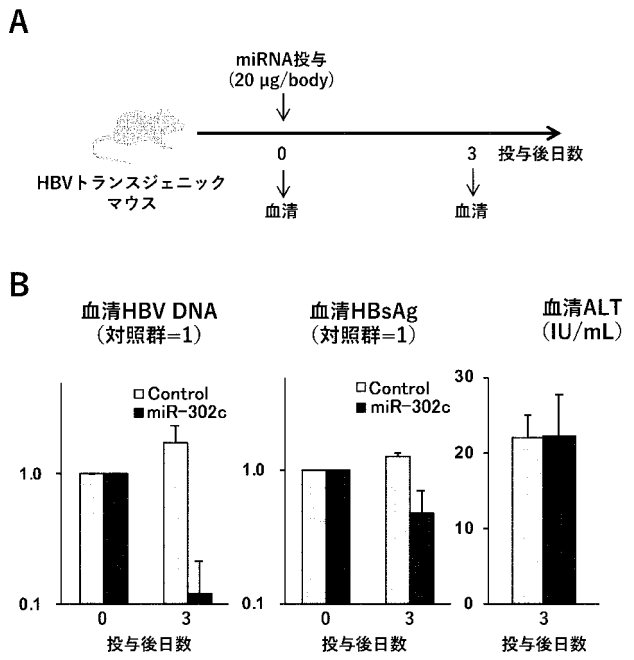 A
miRNA投与
(20 μg/body)
0
3
投与後日数
HBVトランスジェニック
マウス
血清
血清
B
血清HBV DNA
（対照群=1）
Control
miR-302c
1.0
0.1
0
3
投与後日数
血清HBsAg
（対照群=1）
Control
miR-302c
1.0
0.1
0
3
投与後日数
血清ALT
(IU/mL)
30
20
10
0
3
投与後日数